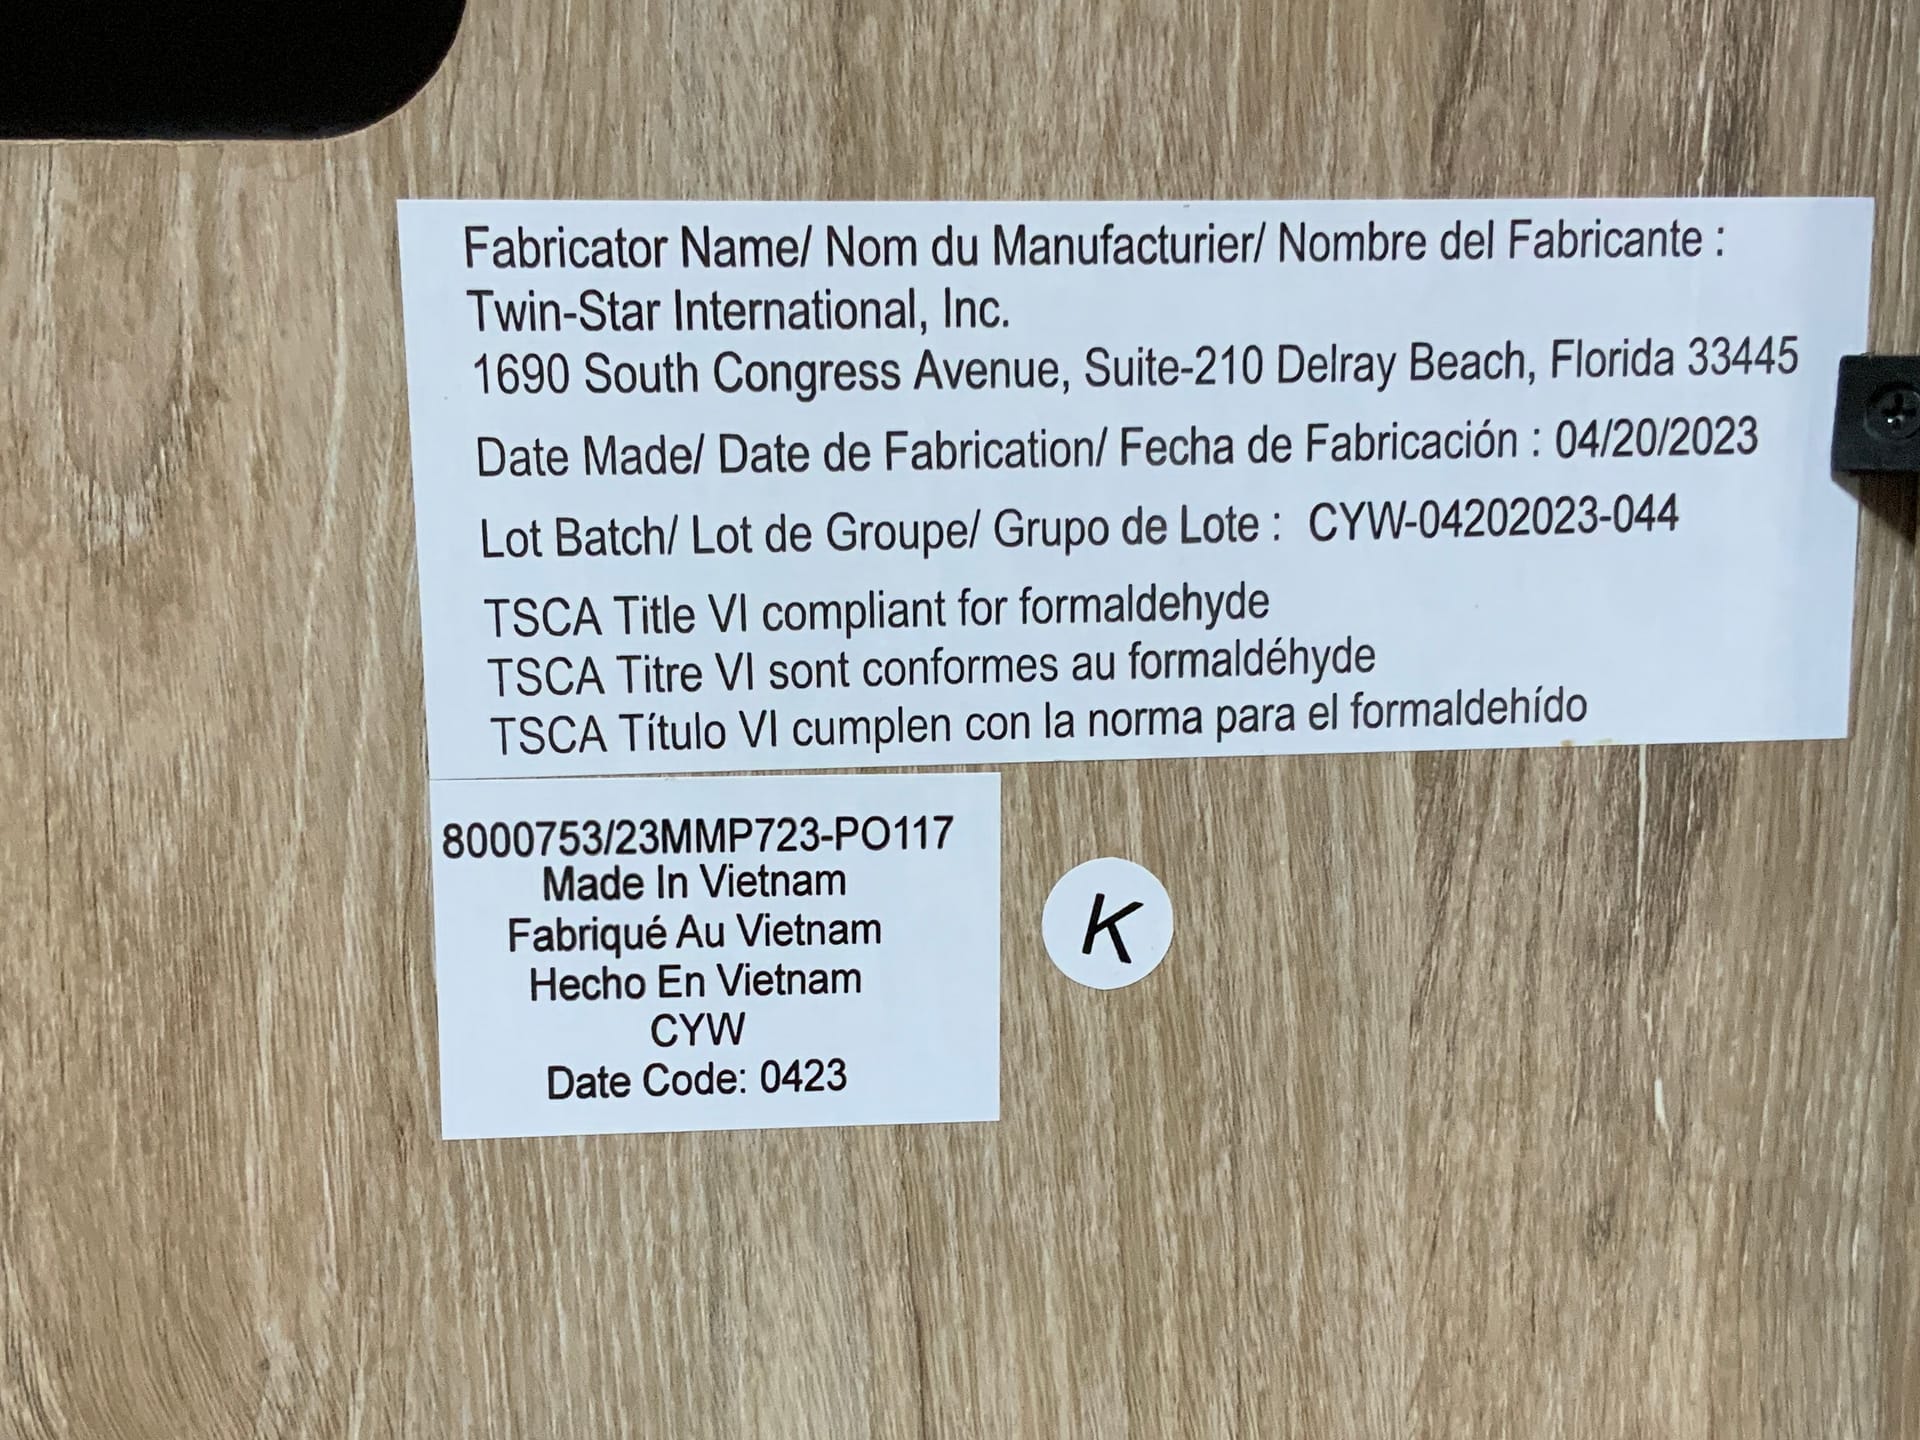 Fabricator Name/ Nom du Manufacturier/ Nombre del Fabricante :
Twin-Star International, Inc.
1690 South Congress Avenue, Suite-210 Delray Beach, Florida 33445
Date Made/ Date de Fabrication/ Fecha de Fabricación : 04/20/2023
Lot Batch/ Lot de Groupe/ Grupo de Lote : CYW-04202023-044
TSCA Title VI compliant for formaldehyde
TSCA Titre VI sont conformes au formaldéhyde
TSCA Título VI cumplen con la norma para el formaldehído
8000753/23MMP723-PO117
Made In Vietnam
Fabriqué Au Vietnam
Hecho En Vietnam
CYW
Date Code: 0423
K